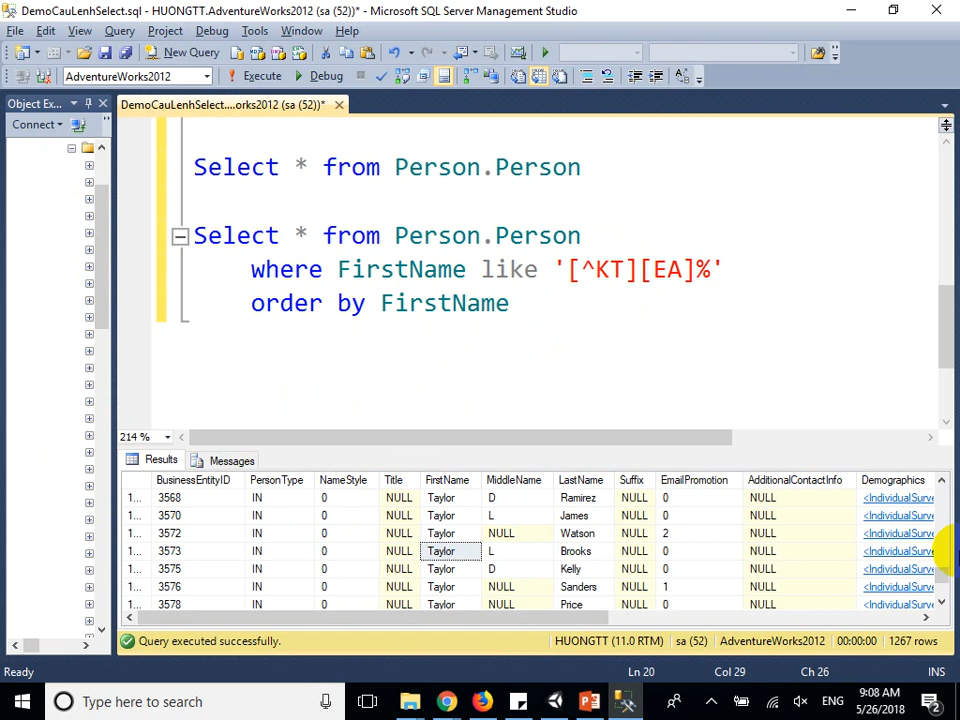 DemoCauLenhSelect.sql - HUONGTT.AdventureWorks2012 (sa (52))* - Microsoft SQL Server Management Studio
File Edit View Query Project Debug Tools Window Help
New Query
AdventureWorks2012 Execute Debug
Object Ex...
DemoCauLenhSelect....orks2012 (sa (52))*
Connect
Select * from Person.Person
Select * from Person.Person
where FirstName like '[^KT][EA]%'
order by FirstName
214 %
Results Messages
BusinessEntityID PersonType NameStyle Title FirstName MiddleName LastName Suffix EmailPromotion AdditionalContactInfo Demographics
1... 3568 IN 0 NULL Taylor D Ramirez NULL 0 NULL <IndividualSurve
1... 3570 IN 0 NULL Taylor L James NULL 0 NULL <IndividualSurve
1... 3572 IN 0 NULL Taylor NULL Watson NULL 2 NULL <IndividualSurve
1... 3573 IN 0 NULL Taylor L Brooks NULL 0 NULL <IndividualSurve
1... 3575 IN 0 NULL Taylor D Kelly NULL 0 NULL <IndividualSurve
1... 3576 IN 0 NULL Taylor NULL Sanders NULL 1 NULL <IndividualSurve
1... 3578 IN 0 NULL Taylor NULL Price NULL 0 NULL <IndividualSurve
Query executed successfully. HUONGTT (11.0 RTM) sa (52) AdventureWorks2012 00:00:00 1267 rows
Ready Ln 20 Col 29 Ch 26 INS
Type here to search ENG 9:08 AM
5/26/2018 2